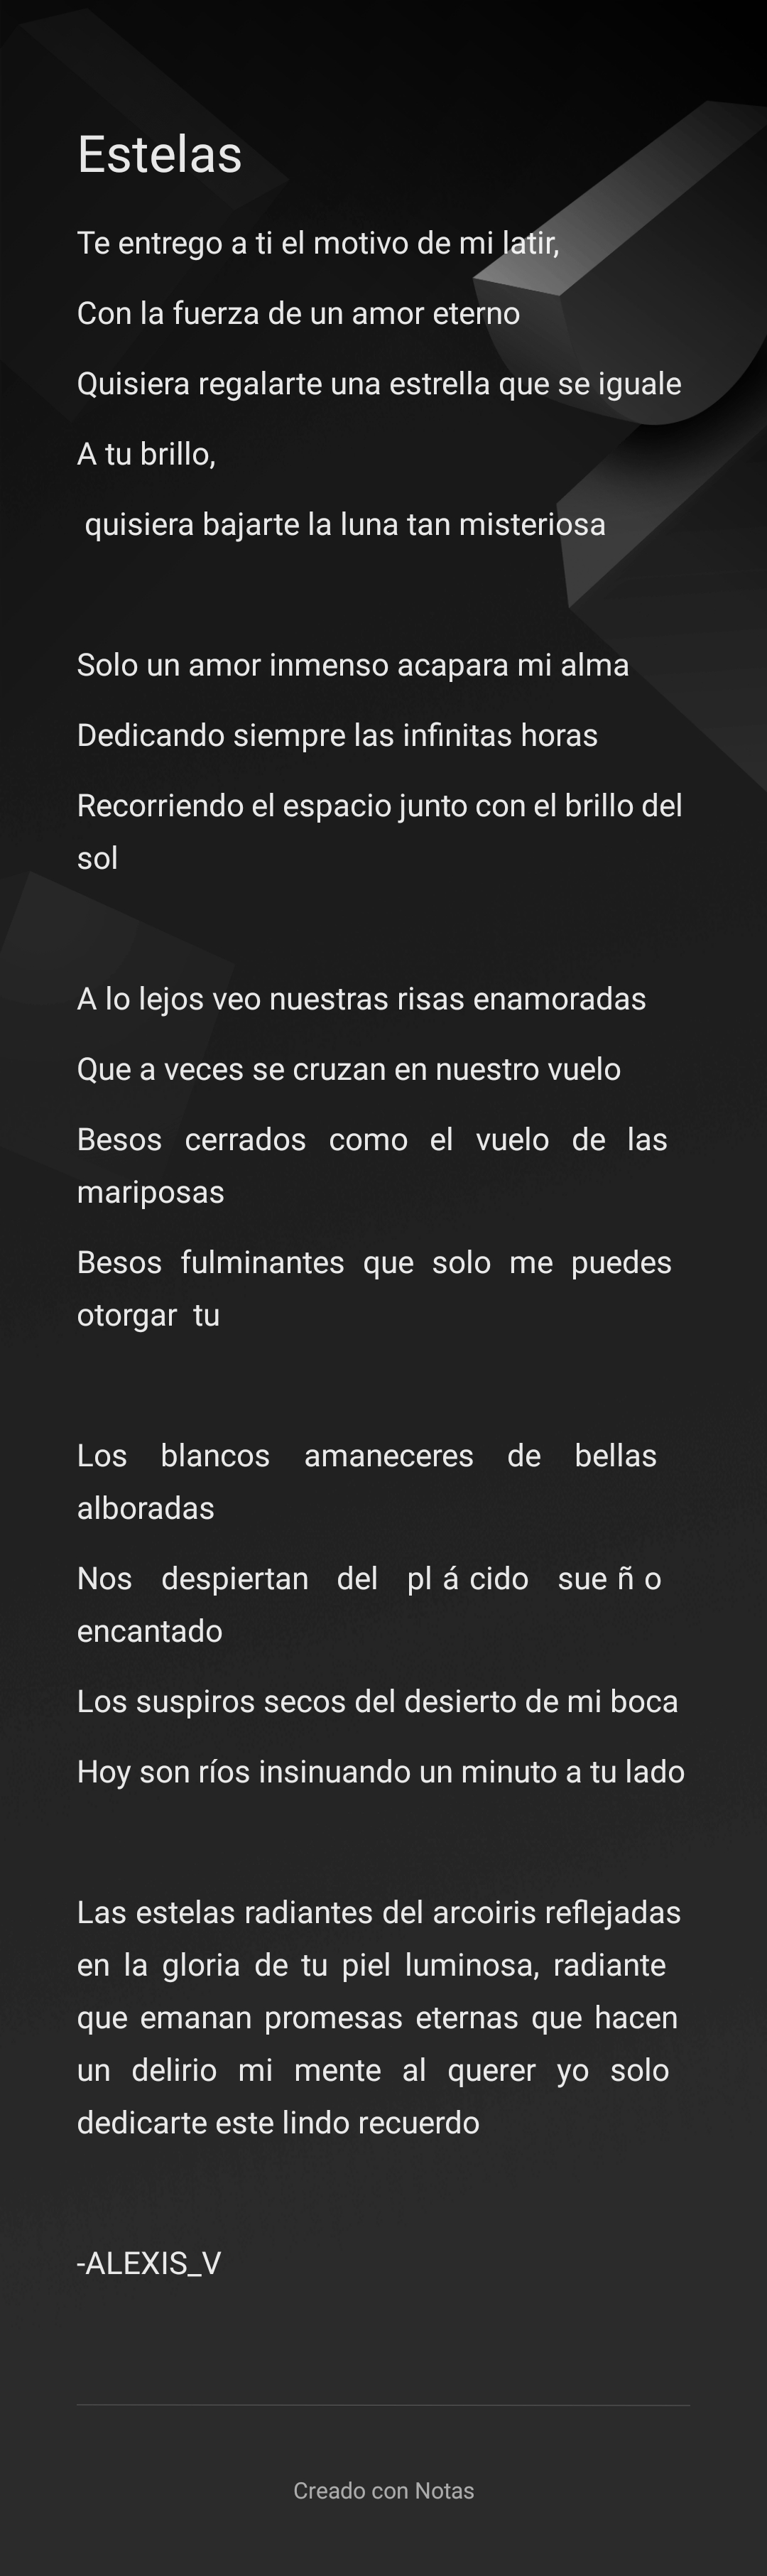 Estelas
Te entrego a ti el motivo de mi latir,
Con la fuerza de un amor eterno
Quisiera regalarte una estrella que se iguale
A tu brillo,
quisiera bajarte la luna tan misteriosa
Solo un amor inmenso acapara mi alma
Dedicando siempre las infinitas horas
Recorriendo el espacio junto con el brillo del
sol
A lo lejos veo nuestras risas enamoradas
Que a veces se cruzan en nuestro vuelo
Besos cerrados como el vuelo de las
mariposas
Besos fulminantes que solo me puedes
otorgar tu
Los blancos amaneceres de bellas
alboradas
Nos despiertan del plácido sueño
encantado
Los suspiros secos del desierto de mi boca
Hoy son ríos insinuando un minuto a tu lado
Las estelas radiantes del arcoiris reflejadas
en la gloria de tu piel luminosa, radiante
que emanan promesas eternas que hacen
un delirio mi mente al querer yo solo
dedicarte este lindo recuerdo
-ALEXIS_V
Creado con Notas